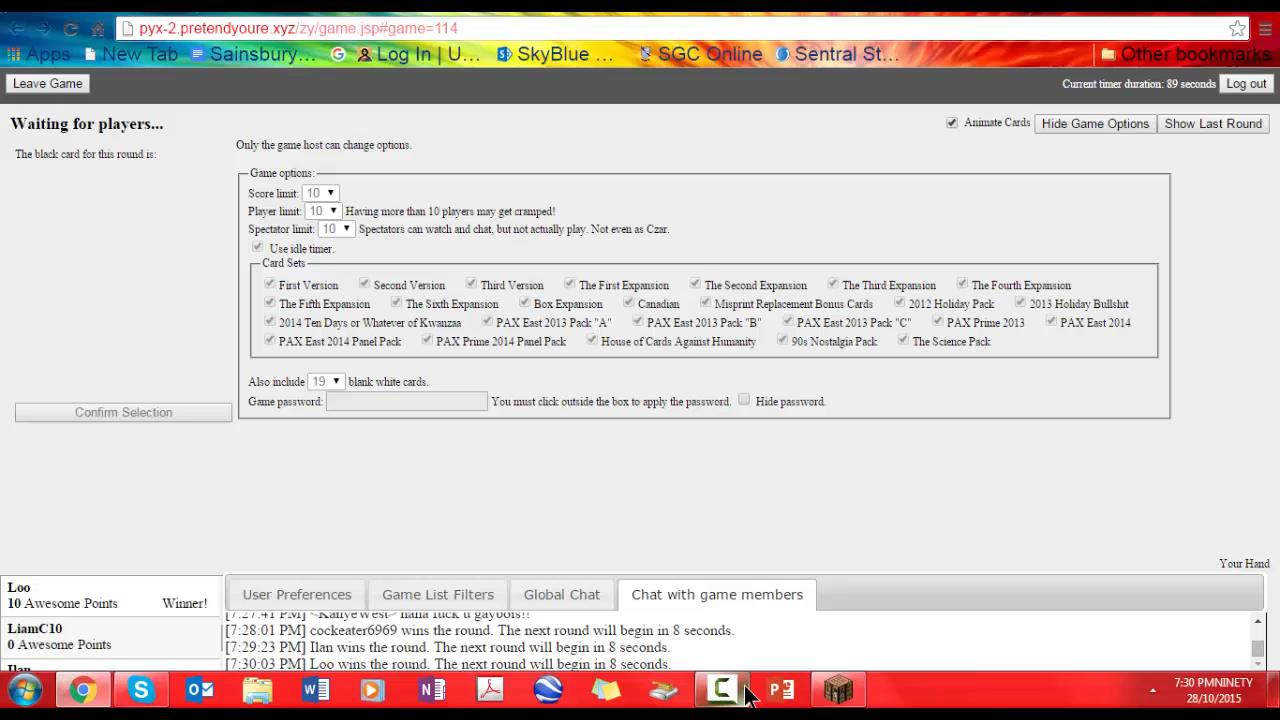 pyx-2.pretendyoure.xyz/zy/game.jsp#game=114
Apps New Tab Sainsbury... Log In | U... SkyBlue ... SGC Online Sentral St... Other bookmarks
Leave Game Current timer duration: 89 seconds Log out
Waiting for players... Animate Cards Hide Game Options Show Last Round
The black card for this round is: Only the game host can change options.
Game options:
Score limit: 10
Player limit: 10 Having more than 10 players may get cramped!
Spectator limit: 10 Spectators can watch and chat, but not actually play. Not even as Czar.
Use idle timer.
Card Sets
First Version Second Version Third Version The First Expansion The Second Expansion The Third Expansion The Fourth Expansion
The Fifth Expansion The Sixth Expansion Box Expansion Canadian Misprint Replacement Bonus Cards 2012 Holiday Pack 2013 Holiday Bullshit
2014 Ten Days or Whatever of Kwanzaa PAX East 2013 Pack "A" PAX East 2013 Pack "B" PAX East 2013 Pack "C" PAX Prime 2013 PAX East 2014
PAX East 2014 Panel Pack PAX Prime 2014 Panel Pack House of Cards Against Humanity 90s Nostalgia Pack The Science Pack
Also include 19 blank white cards.
Game password: You must click outside the box to apply the password. Hide password.
Confirm Selection
Your Hand
User Preferences Game List Filters Global Chat Chat with game members
Loo
10 Awesome Points Winner!
LiamC10
0 Awesome Points
Ilan
[7:27:41 PM] <KanyeWest> haha fuck u gaybots!!
[7:28:01 PM] cockeater6969 wins the round. The next round will begin in 8 seconds.
[7:29:23 PM] Ilan wins the round. The next round will begin in 8 seconds.
[7:30:03 PM] Loo wins the round. The next round will begin in 8 seconds.
7:30 PMNINETY
28/10/2015